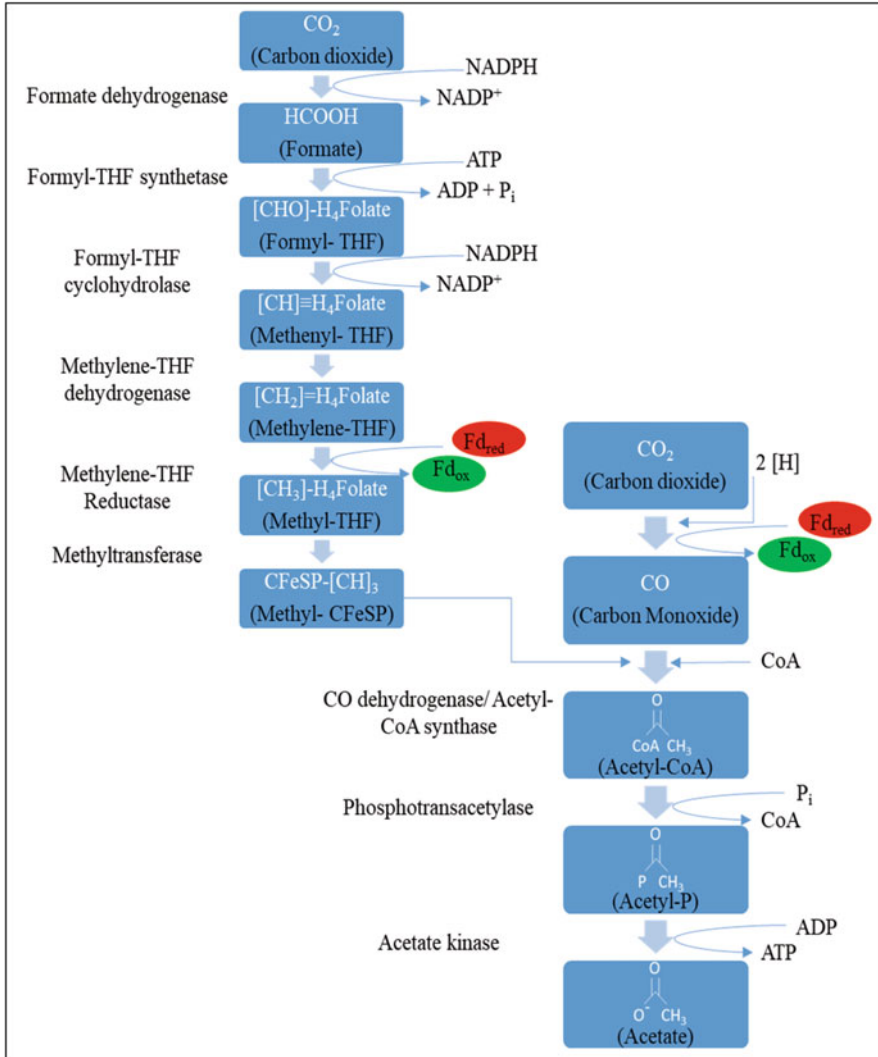 CO₂
(Carbon dioxide)
NADPH
Formate dehydrogenase
NADP⁺
HCOOH
(Formate)
ATP
Formyl-THF synthetase
ADP + Pᵢ
[CHO]-H₄Folate
(Formyl- THF)
NADPH
Formyl-THF
cyclohydrolase
NADP⁺
[CH]≡H₄Folate
(Methenyl- THF)
Methylene-THF
dehydrogenase
[CH₂]=H₄Folate
(Methylene-THF)
Fd_red
Fd_ox
Methylene-THF
Reductase
[CH₃]-H₄Folate
(Methyl-THF)
Methyltransferase
CFeSP-[CH]₃
(Methyl- CFeSP)
CO₂
(Carbon dioxide)
2 [H]
Fd_red
Fd_ox
CO
(Carbon Monoxide)
CoA
CO dehydrogenase/ Acetyl-
CoA synthase
O
CoA CH₃
(Acetyl-CoA)
Pᵢ
Phosphotransacetylase
CoA
O
P CH₃
(Acetyl-P)
ADP
Acetate kinase
ATP
O
O⁻ CH₃
(Acetate)